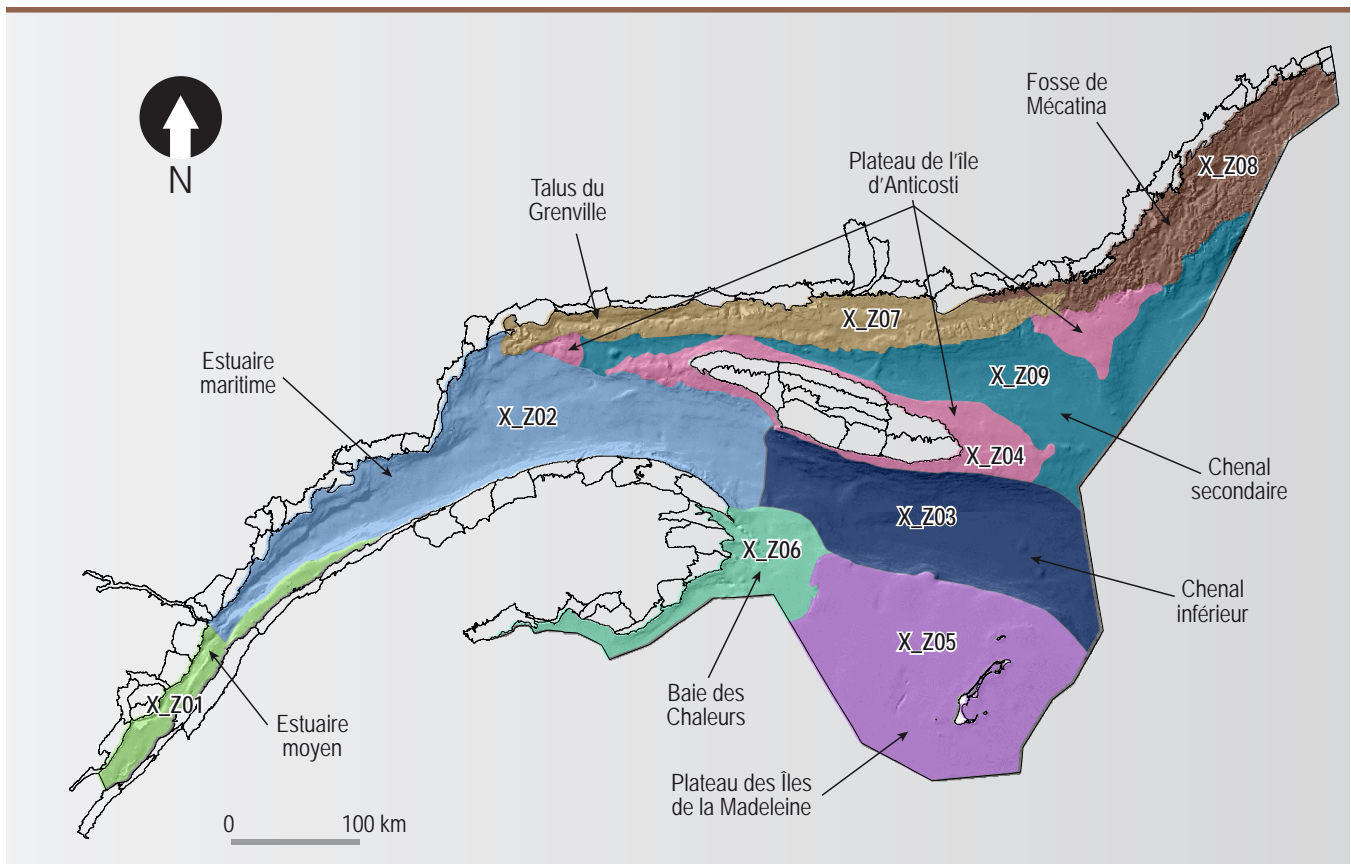 Fosse de
Mécatina
X_Z08
Plateau de l'île
d'Anticosti
N
Talus du
Grenville
X_Z07
Estuaire
maritime
X_Z09
X_Z02
X_Z04
Chenal
secondaire
X_Z03
X_Z06
Chenal
inférieur
X_Z05
Baie des
Chaleurs
X_Z01
Estuaire
moyen
Plateau des Îles
de la Madeleine
0 100 km